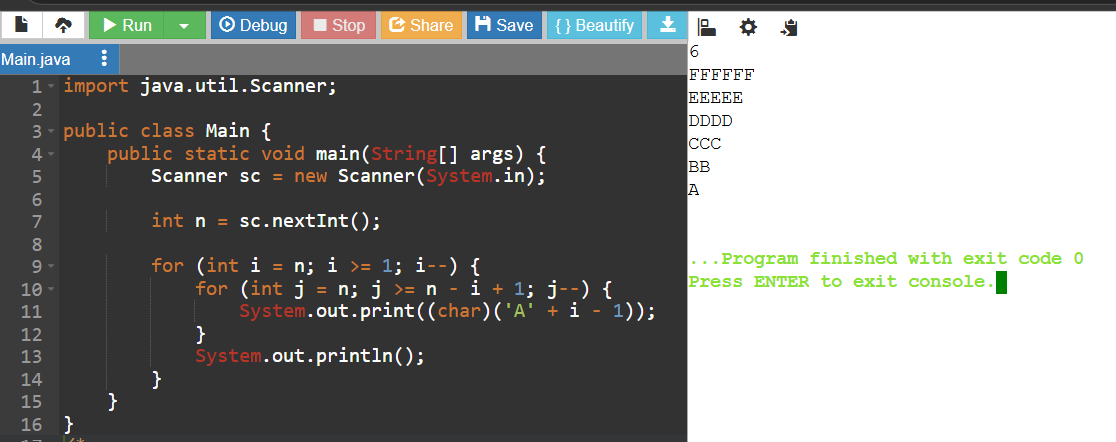 Run Debug Stop Share Save { } Beautify
Main.java
1 import java.util.Scanner;
2
3 public class Main {
4     public static void main(String[] args) {
5         Scanner sc = new Scanner(System.in);
6
7         int n = sc.nextInt();
8
9         for (int i = n; i >= 1; i--) {
10             for (int j = n; j >= n - i + 1; j--) {
11                 System.out.print((char)('A' + i - 1));
12             }
13             System.out.println();
14         }
15     }
16 }
17 /*
6
FFFFFF
EEEEE
DDDD
CCC
BB
A
...Program finished with exit code 0
Press ENTER to exit console.